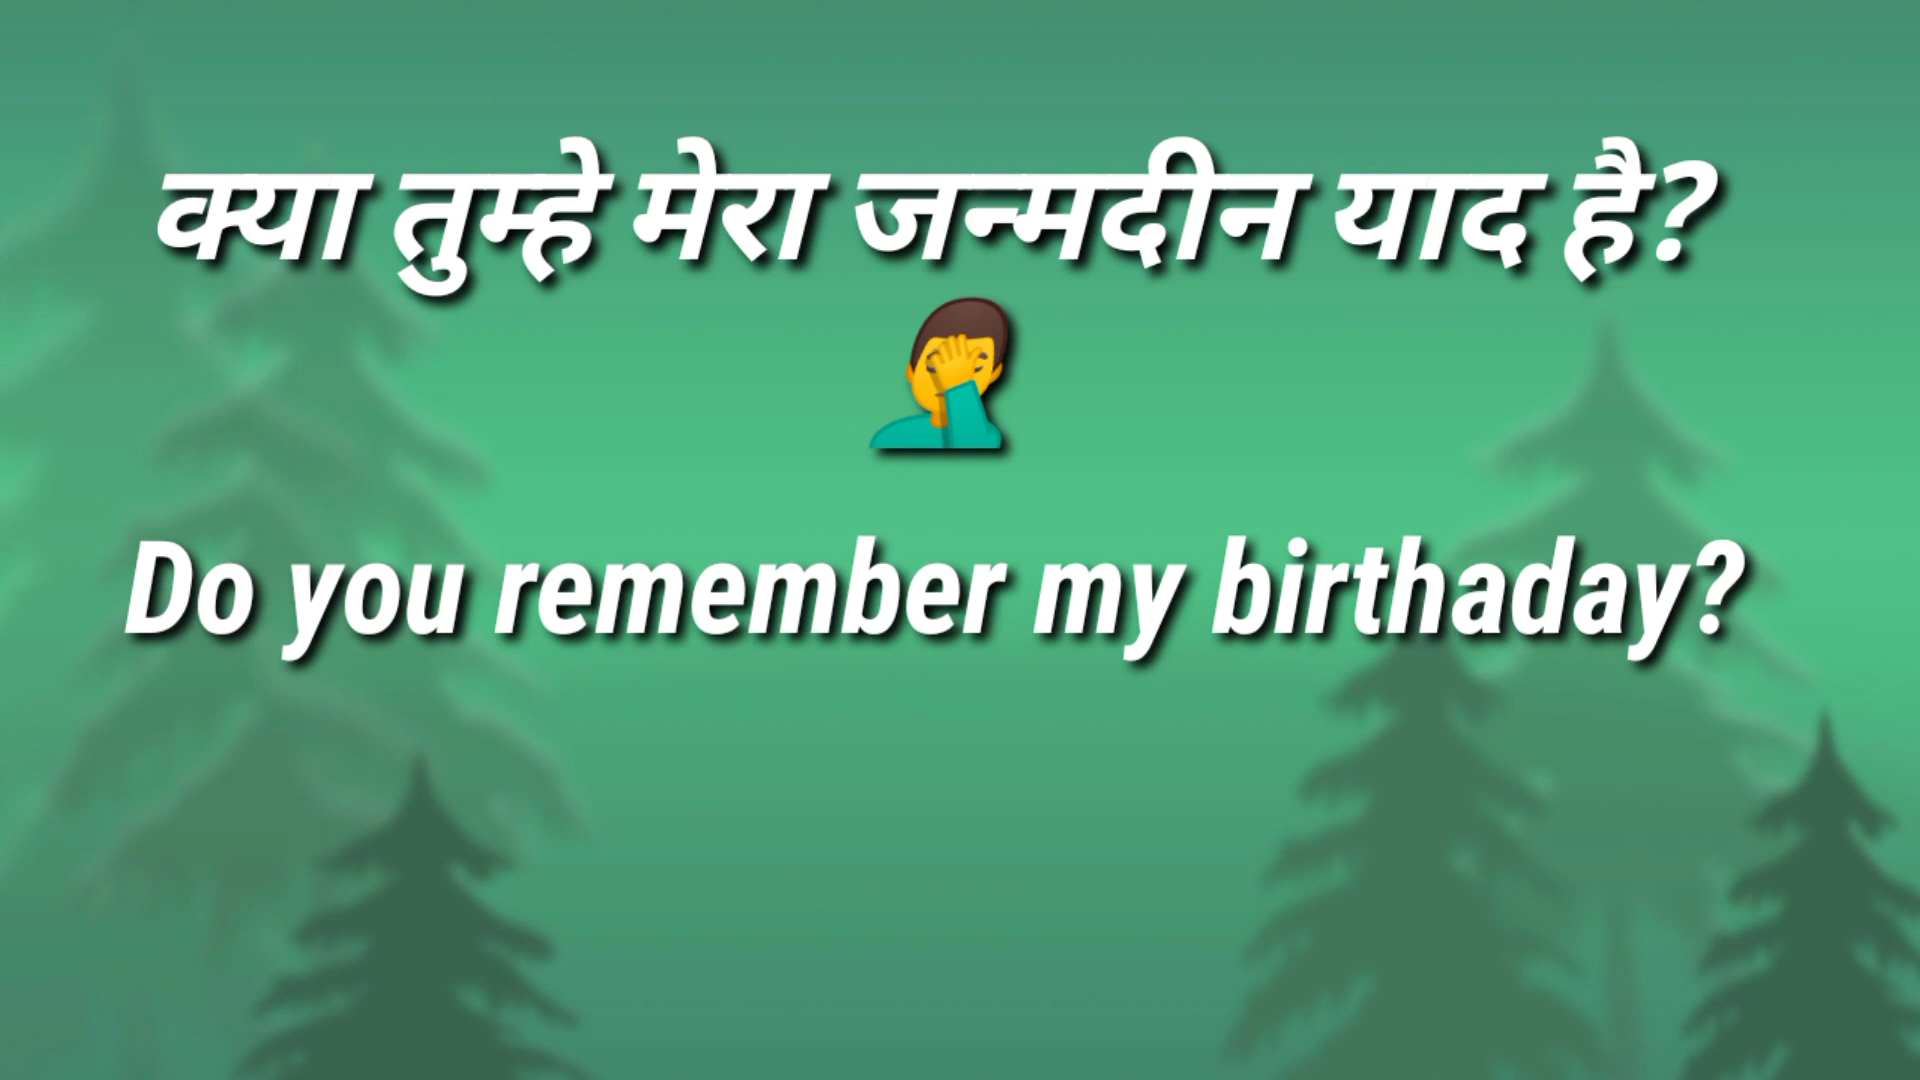 क्या तुम्हे मेरा जन्मदीन याद है?
Do you remember my birthaday?